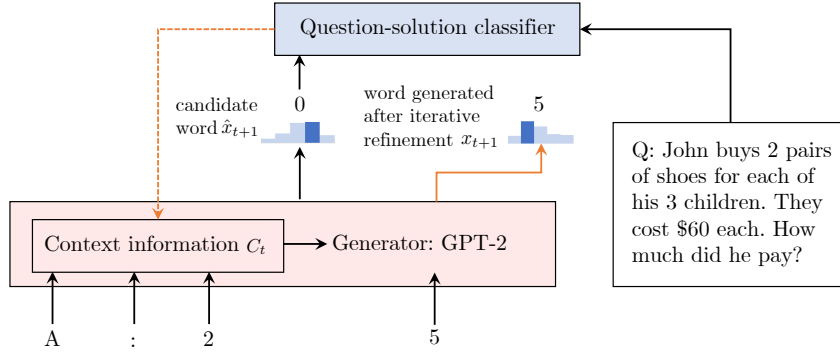 Question-solution classifier
candidate
word x̂_{t+1}
0
word generated
after iterative
refinement x_{t+1}
5
Q: John buys 2 pairs
of shoes for each of
his 3 children. They
cost $60 each. How
much did he pay?
Context information C_t
Generator: GPT-2
A : 2 5